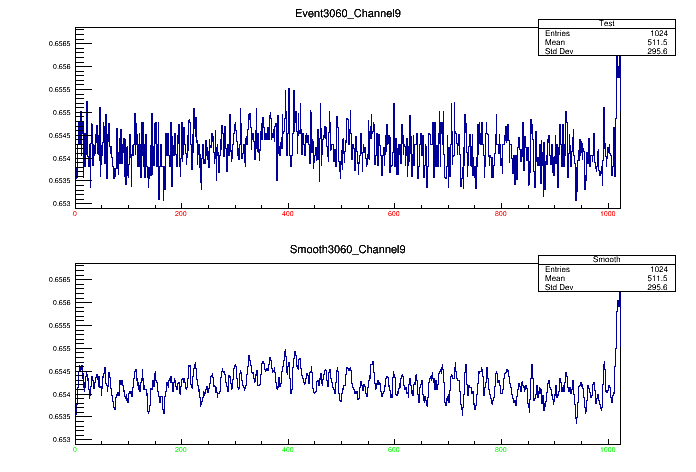 Event3060_Channel9
Test
Entries 1024
Mean 511.5
Std Dev 295.6
0.6565
0.656
0.6555
0.655
0.6545
0.654
0.6535
0.653
0 200 400 600 800 1000
Smooth3060_Channel9
Smooth
Entries 1024
Mean 511.5
Std Dev 295.6
0.6565
0.656
0.6555
0.655
0.6545
0.654
0.6535
0.653
0 200 400 600 800 1000